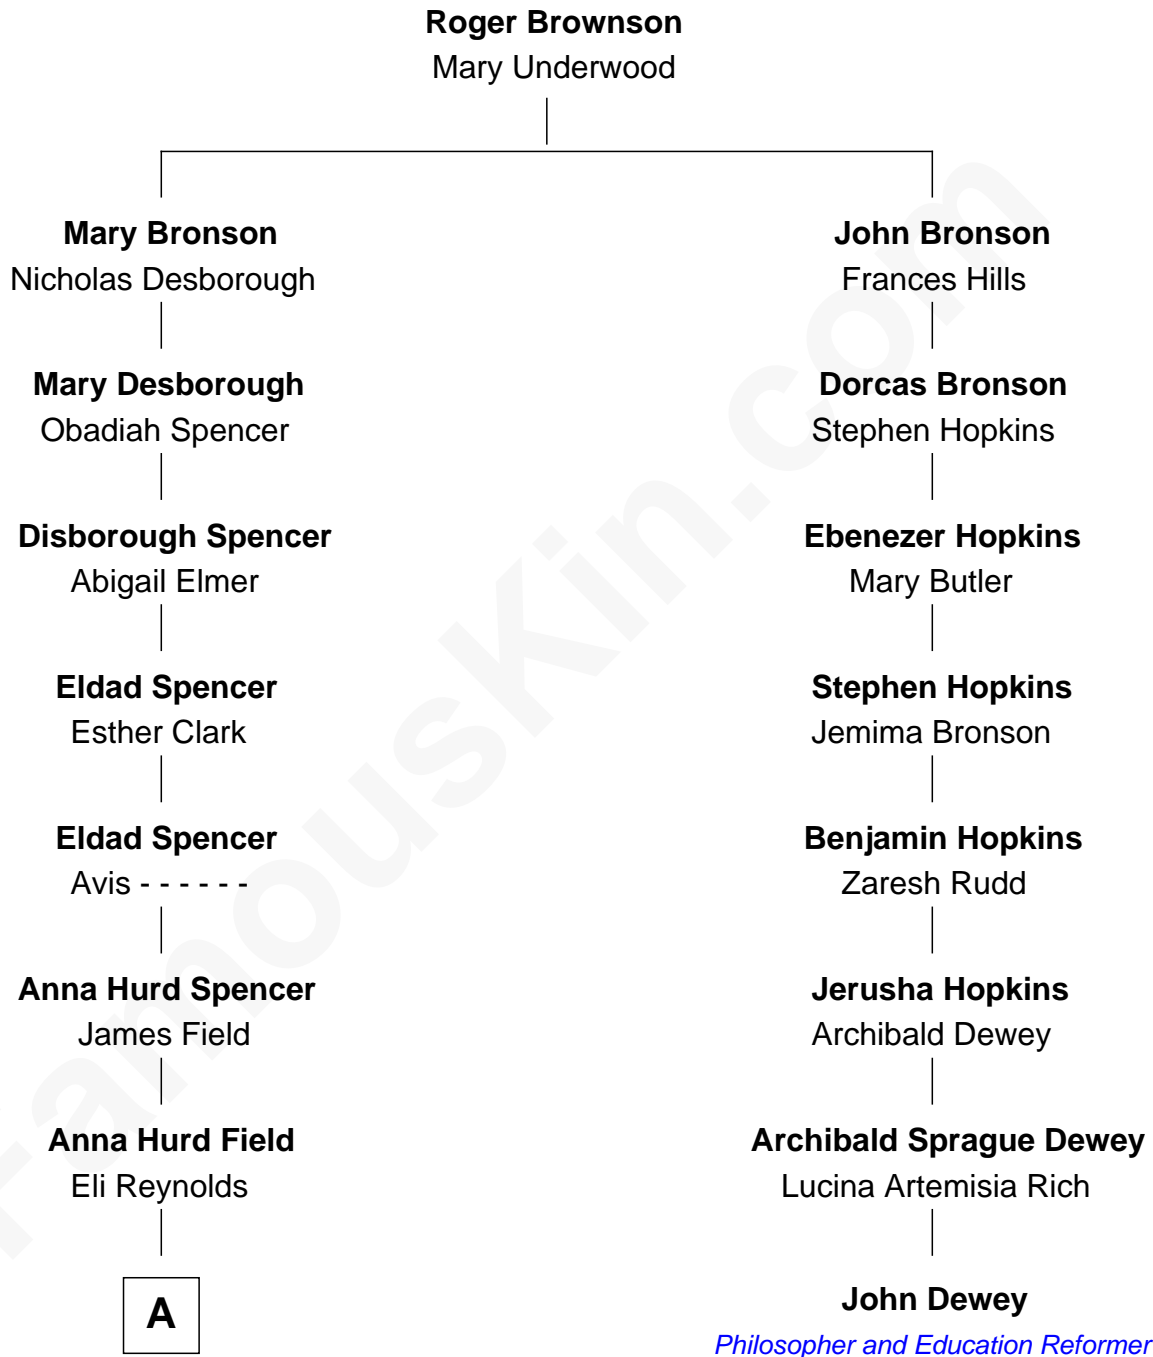 Roger Brownson
Mary Underwood
Mary Bronson
Nicholas Desborough
John Bronson
Frances Hills
Mary Desborough
Obadiah Spencer
Dorcas Bronson
Stephen Hopkins
Disborough Spencer
Abigail Elmer
Ebenezer Hopkins
Mary Butler
Eldad Spencer
Esther Clark
Stephen Hopkins
Jemima Bronson
Eldad Spencer
Avis - - - - - -
Benjamin Hopkins
Zaresh Rudd
Anna Hurd Spencer
James Field
Jerusha Hopkins
Archibald Dewey
Anna Hurd Field
Eli Reynolds
Archibald Sprague Dewey
Lucina Artemisia Rich
A
John Dewey
Philosopher and Education Reformer
FamousKin.com